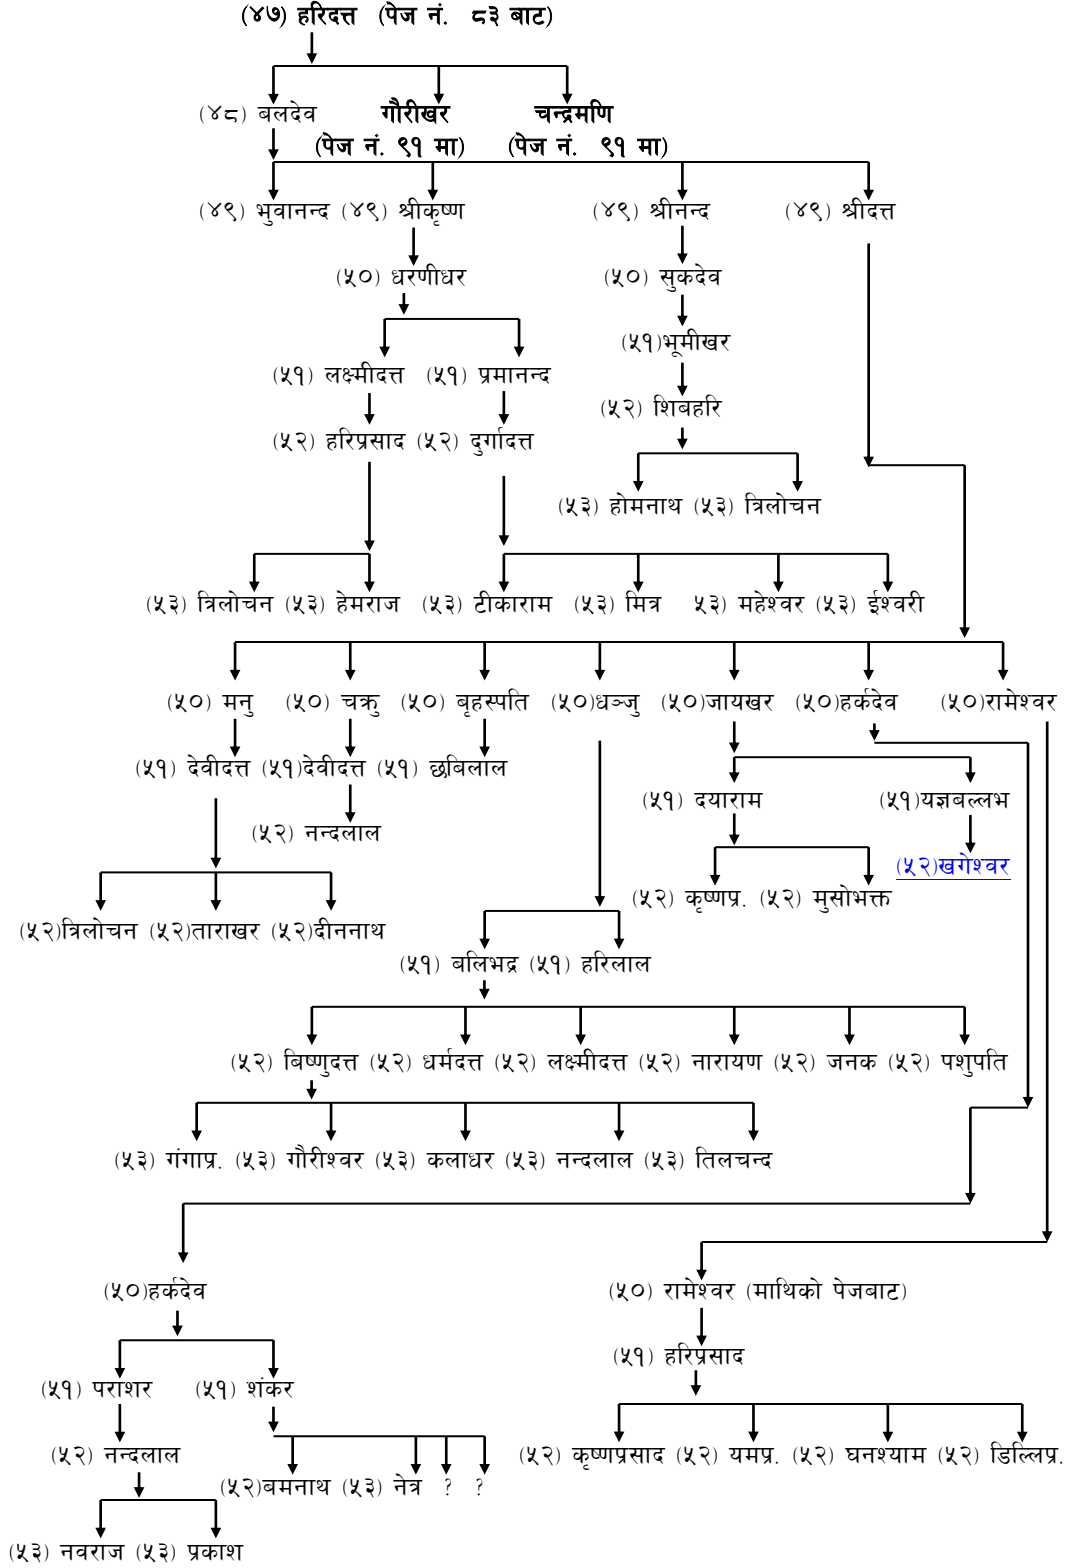 (४७) हरिदत्त (पेज नं. ८३ बाट)
(४८) बलदेव गौरीखर चन्द्रमणि
(पेज नं. ९१ मा) (पेज नं. ९१ मा)
(४९) भुवानन्द (४९) श्रीकृष्ण (४९) श्रीनन्द (४९) श्रीदत्त
(५०) धरणीधर (५०) सुकदेव
(५१)भूमीखर
(५१) लक्ष्मीदत्त (५१) प्रमानन्द
(५२) शिबहरि
(५२) हरिप्रसाद (५२) दुर्गादत्त
(५३) होमनाथ (५३) त्रिलोचन
(५३) त्रिलोचन (५३) हेमराज (५३) टीकाराम (५३) मित्र ५३) महेश्वर (५३) ईश्वरी
(५०) मनु (५०) चक्रु (५०) बृहस्पति (५०)धञ्जु (५०)जायखर (५०)हर्कदेव (५०)रामेश्वर
(५१) देवीदत्त (५१)देवीदत्त (५१) छबिलाल
(५१) दयाराम (५१)यज्ञबल्लभ
(५२) नन्दलाल
(५२)खगेश्वर
(५२) कृष्णप्र. (५२) मुसोभक्त
(५२)त्रिलोचन (५२)ताराखर (५२)दीननाथ
(५१) बलिभद्र (५१) हरिलाल
(५२) बिष्णुदत्त (५२) धर्मदत्त (५२) लक्ष्मीदत्त (५२) नारायण (५२) जनक (५२) पशुपति
(५३) गंगाप्र. (५३) गौरीश्वर (५३) कलाधर (५३) नन्दलाल (५३) तिलचन्द
(५०)हर्कदेव (५०) रामेश्वर (माथिको पेजबाट)
(५१) हरिप्रसाद
(५१) पराशर (५१) शंकर
(५२) नन्दलाल (५२) कृष्णप्रसाद (५२) यमप्र. (५२) घनश्याम (५२) डिल्लिप्र.
(५२)बमनाथ (५३) नेत्र ? ?
(५३) नवराज (५३) प्रकाश